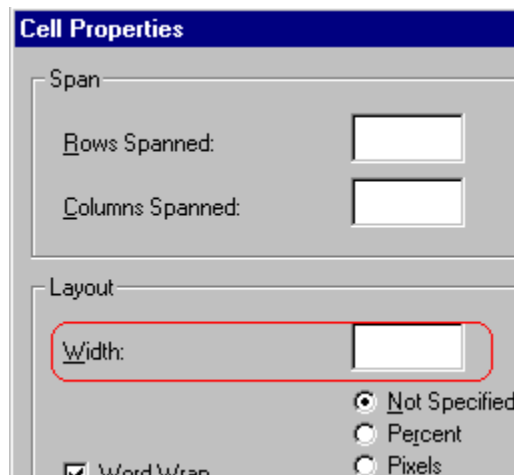 Cell Properties
Span
Rows Spanned:
Columns Spanned:
Layout
Width:
Not Specified
Percent
Word Wrap
Pixels